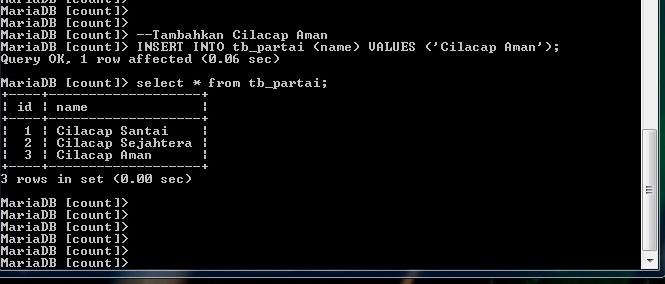 MariaDB [count]>
MariaDB [count]>
MariaDB [count]> --Tambahkan Cilacap Aman
MariaDB [count]> INSERT INTO tb_partai (name) VALUES ('Cilacap Aman');
Query OK, 1 row affected (0.06 sec)
MariaDB [count]> select * from tb_partai;
+----+-------------------+
| id | name              |
+----+-------------------+
|  1 | Cilacap Santai    |
|  2 | Cilacap Sejahtera |
|  3 | Cilacap Aman      |
+----+-------------------+
3 rows in set (0.00 sec)
MariaDB [count]>
MariaDB [count]>
MariaDB [count]>
MariaDB [count]>
MariaDB [count]>
MariaDB [count]>